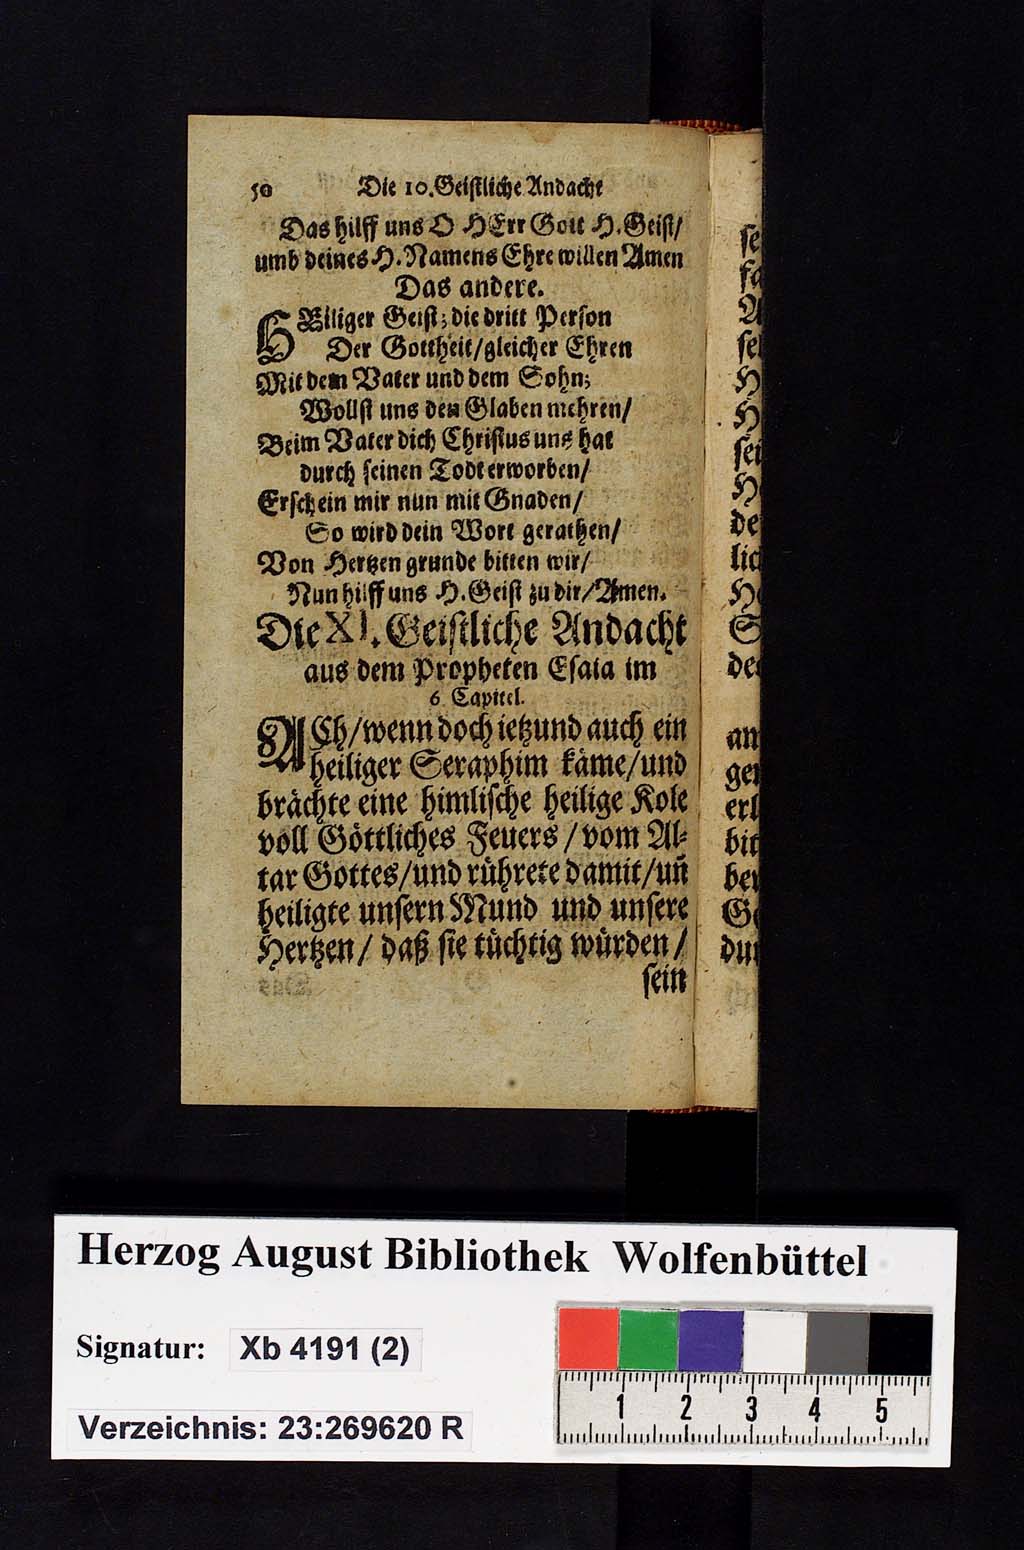 50 Die 10. Geistliche Andacht
Das hilff uns O HErr Gott H. Geist/
umb deines H. Namens Ehre willen Amen
Das andere.
HEiliger Geist; die dritt Person
Der Gottheit/gleicher Ehren
Mit dem Vater und dem Sohn;
Wollst uns den Glaben mehren/
Beim Vater dich Christus uns hat
durch seinen Todt erworben/
Erschein mir nun mit Gnaden/
So wird dein Wort gerathen/
Von Hertzen grunde bitten wir/
Nun hilff uns H. Geist zu dir/Amen.
Die XI. Geistliche Andacht
aus dem Propheten Esaia im
6 Capitel.
ACh/wenn doch ietzund auch ein
heiliger Seraphim käme/und
brächte eine himlische heilige Kole
voll Göttliches Feuers/vom Al-
tar Gottes/und rührete damit/uñ
heiligte unsern Mund und unsere
Hertzen/ daß sie tüchtig würden/
sein
Herzog August Bibliothek Wolfenbüttel
Signatur: Xb 4191 (2)
Verzeichnis: 23:269620 R
1 2 3 4 5